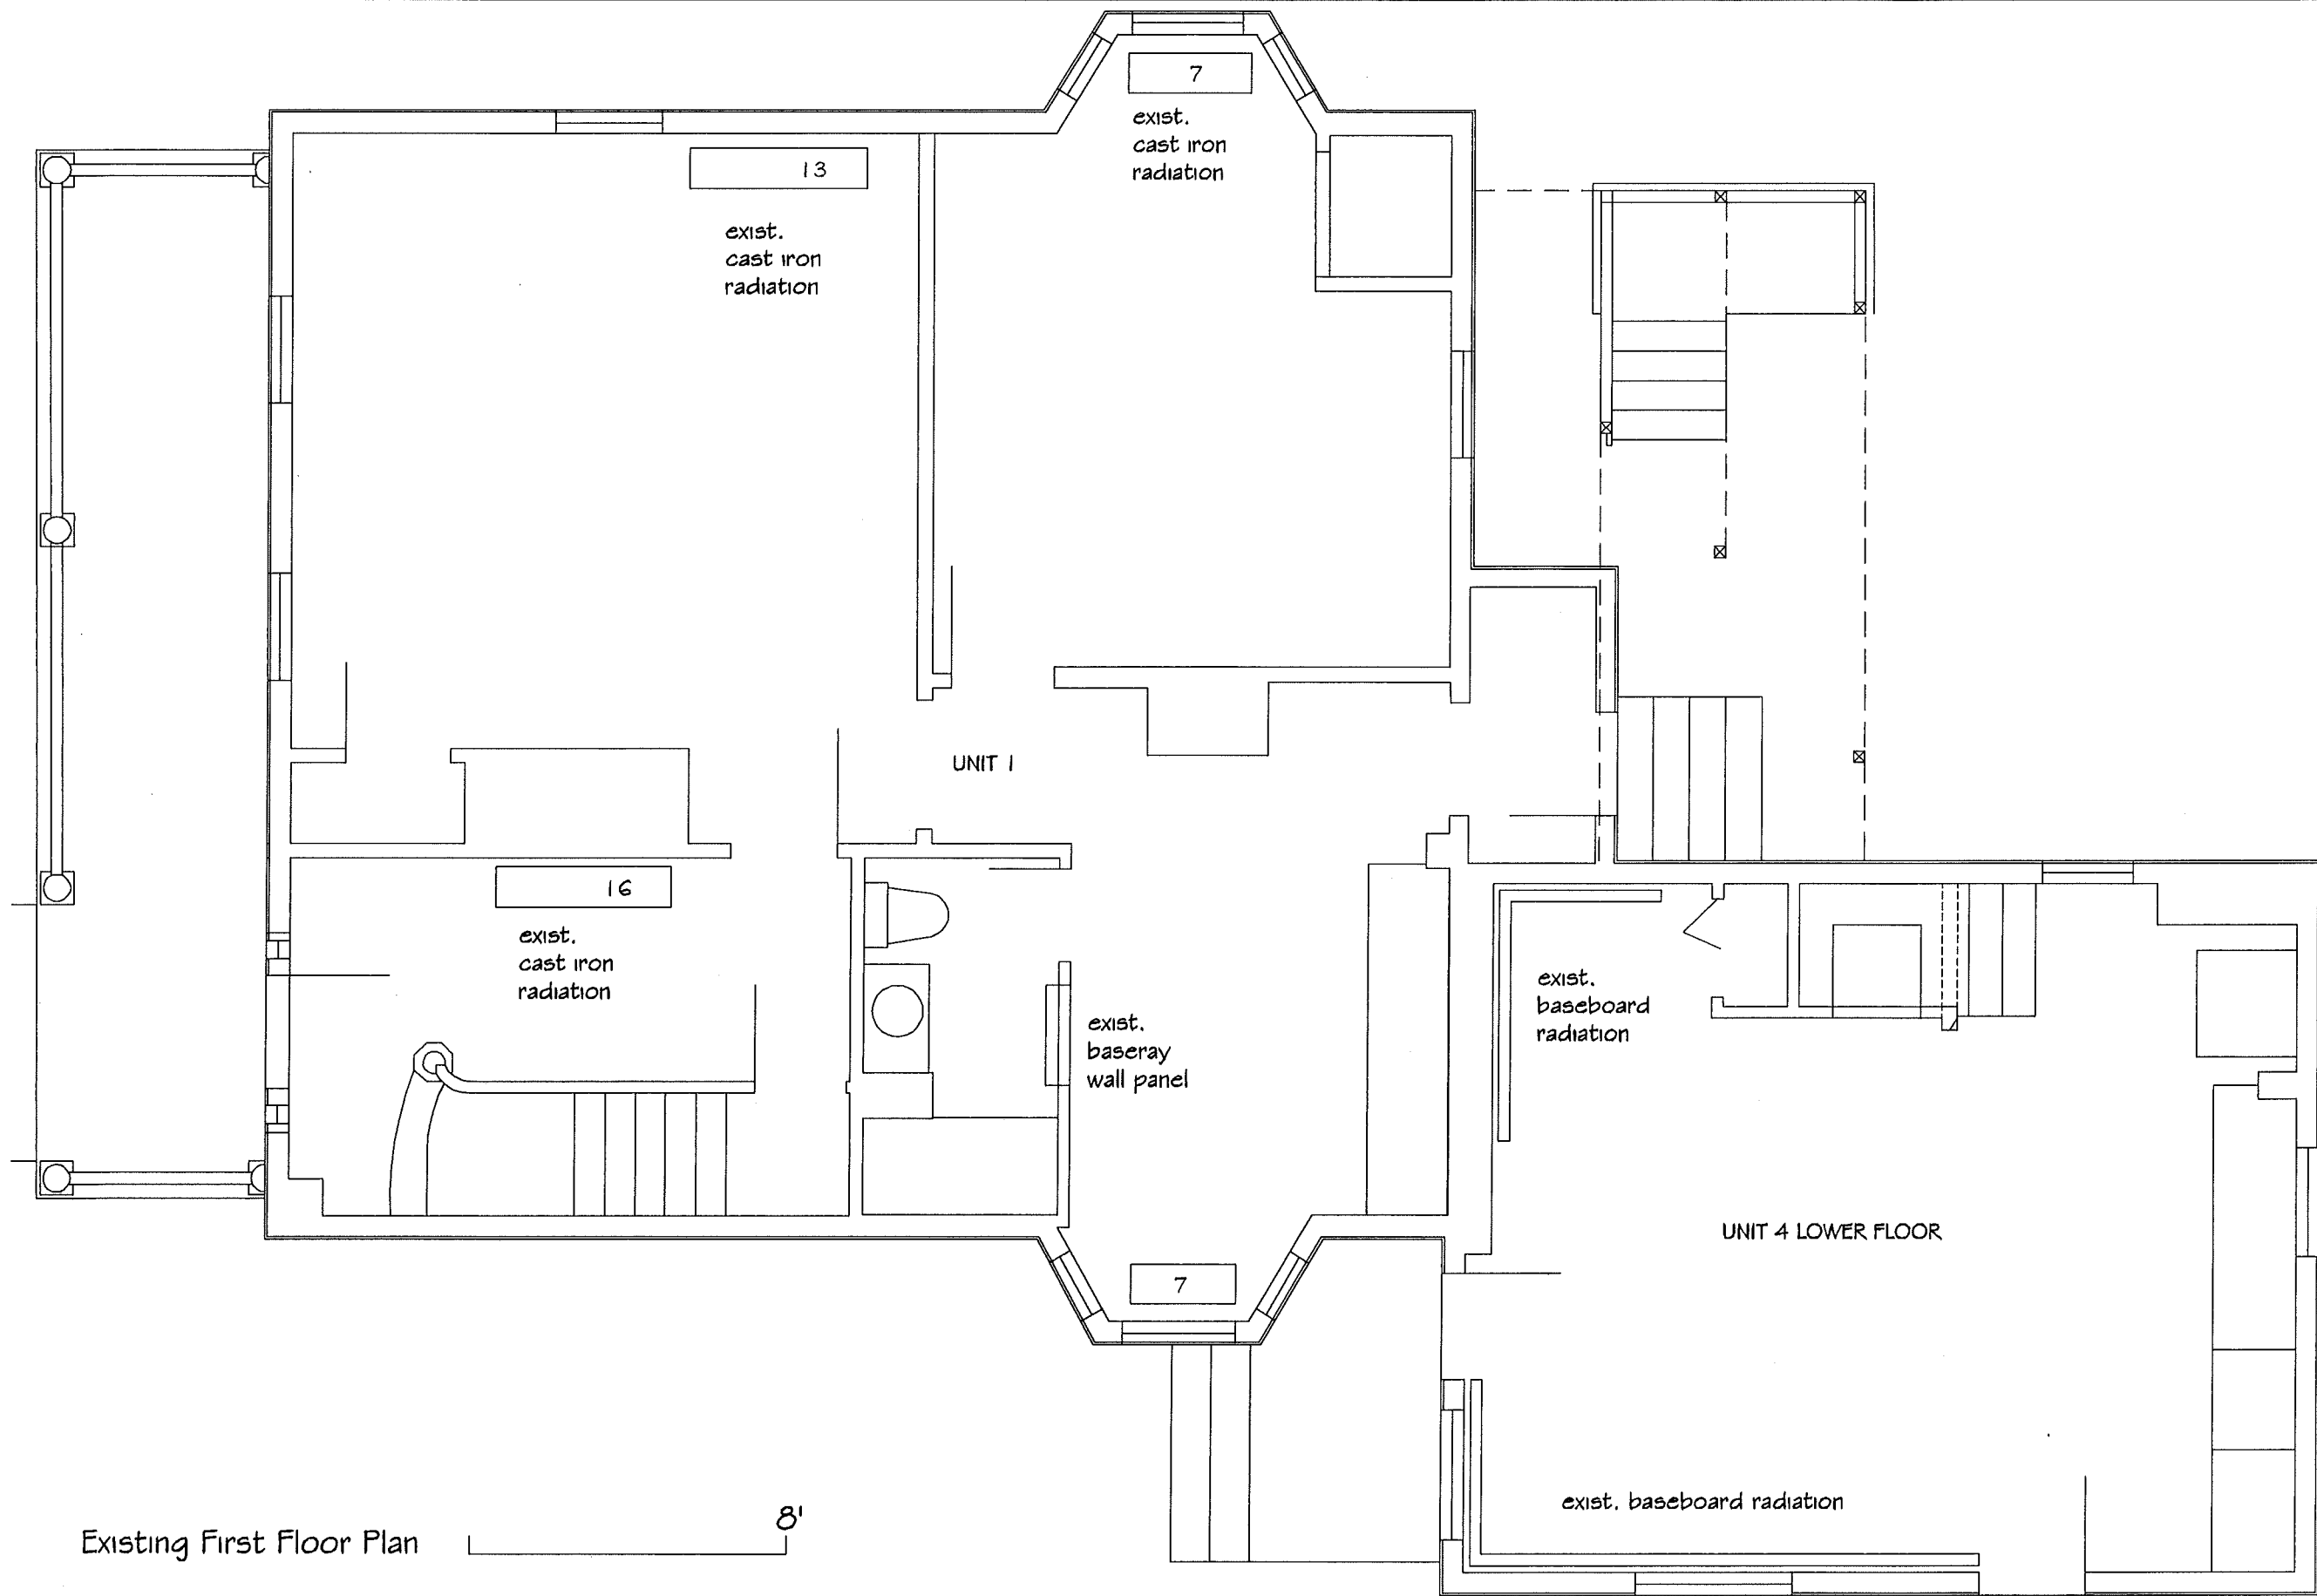 7
exist.
cast iron
radiation
13
exist.
cast iron
radiation
UNIT 1
16
exist.
cast iron
radiation
exist.
baseray
wall panel
exist.
baseboard
radiation
UNIT 4 LOWER FLOOR
7
exist. baseboard radiation
Existing First Floor Plan
8'